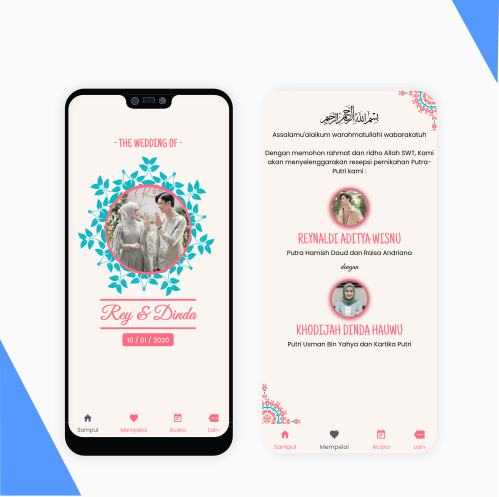 - THE WEDDING OF -
Rey & Dinda
10 / 01 / 2020
Sampul
Mempelai
Acara
Lain
بسم الله الرحمن الرحيم
Assalamu'alaikum warahmatullahi wabarakatuh
Dengan memohon rahmat dan ridho Allah SWT, Kami
akan menyelenggarakan resepsi pernikahan Putra-
Putri kami :
REYNALDI ADITYA WISNU
Putra Hamish Daud dan Raisa Andriana
dengan
KHODIJAH DINDA HAUWU
Putri Usman Bin Yahya dan Kartika Putri
Sampul
Mempelai
Acara
Lain